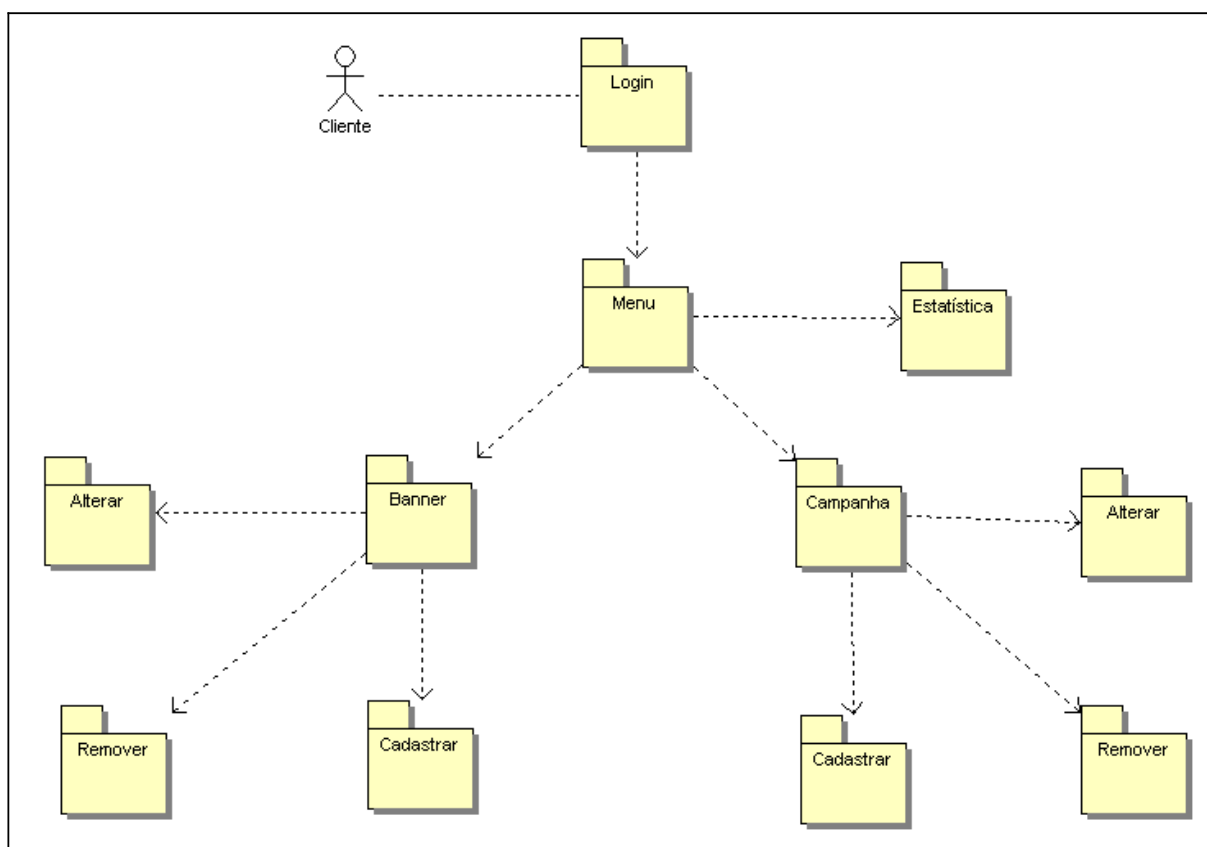 Login
Cliente
Menu
Estatística
Alterar
Banner
Campanha
Alterar
Remover
Cadastrar
Cadastrar
Remover